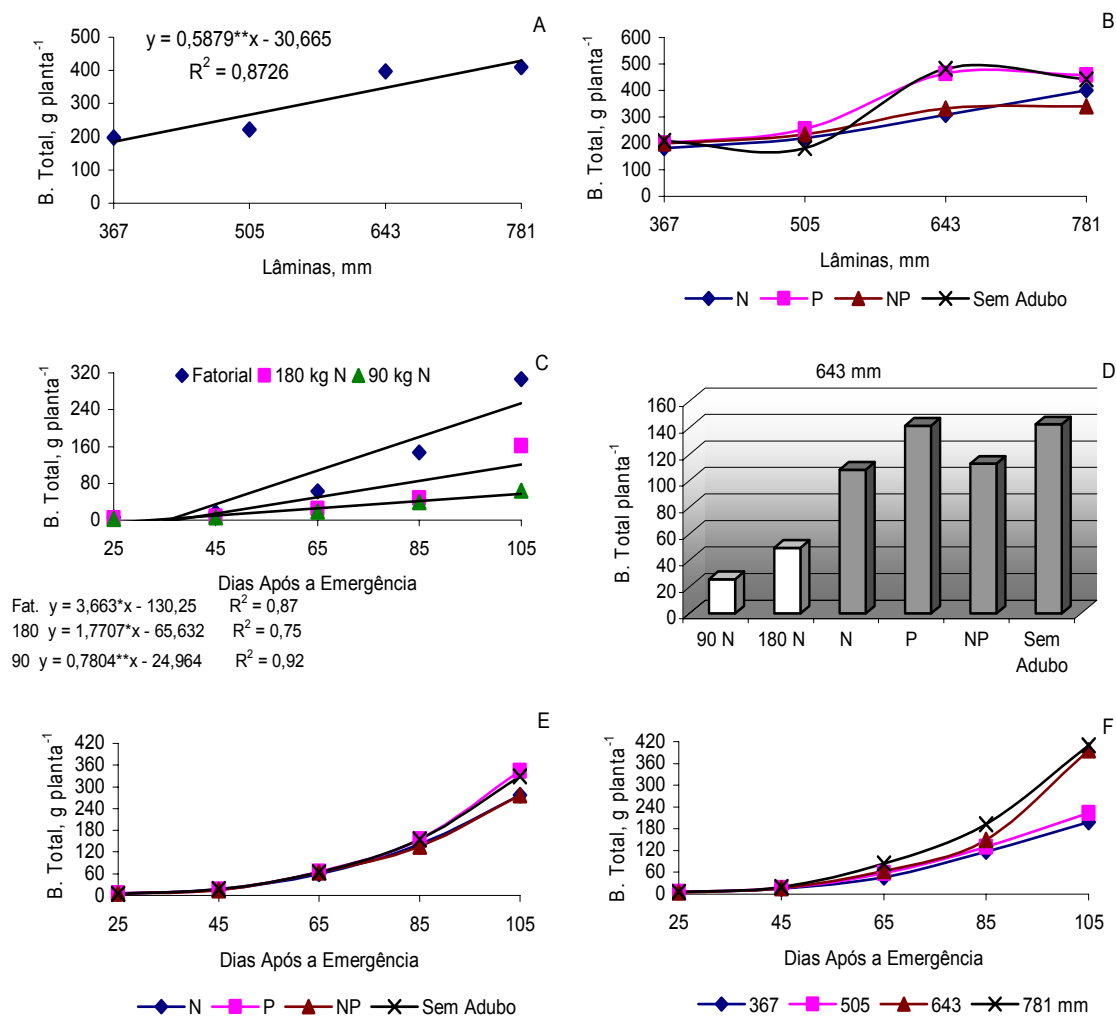 A
y = 0,5879**x - 30,665
R² = 0,8726
B. Total, g planta⁻¹
500
400
300
200
100
0
367 505 643 781
Lâminas, mm
B
B. Total, g planta⁻¹
600
500
400
300
200
100
0
367 505 643 781
Lâminas, mm
N P NP Sem Adubo
C
Fatorial 180 kg N 90 kg N
B. Total, g planta⁻¹
320
240
160
80
0
25 45 65 85 105
Dias Após a Emergência
Fat. y = 3,663*x - 130,25 R² = 0,87
180 y = 1,7707*x - 65,632 R² = 0,75
90 y = 0,7804**x - 24,964 R² = 0,92
D
643 mm
B. Total planta⁻¹
160
140
120
100
80
60
40
20
0
90 N 180 N N P NP Sem
Adubo
E
B. Total, g planta⁻¹
420
360
300
240
180
120
60
0
25 45 65 85 105
Dias Após a Emergência
N P NP Sem Adubo
F
B. Total, g planta⁻¹
420
360
300
240
180
120
60
0
25 45 65 85 105
Dias Após a Emergência
367 505 643 781 mm